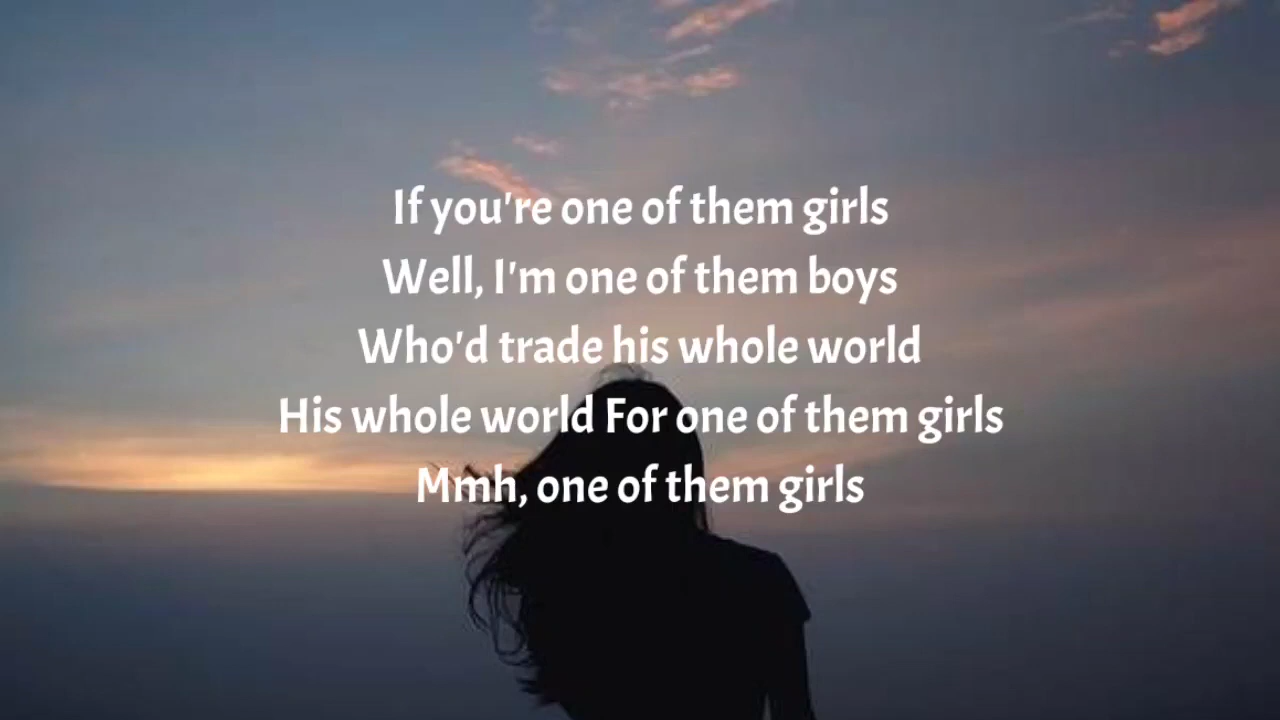 If you're one of them girls
Well, I'm one of them boys
Who'd trade his whole world
His whole world For one of them girls
Mmh, one of them girls